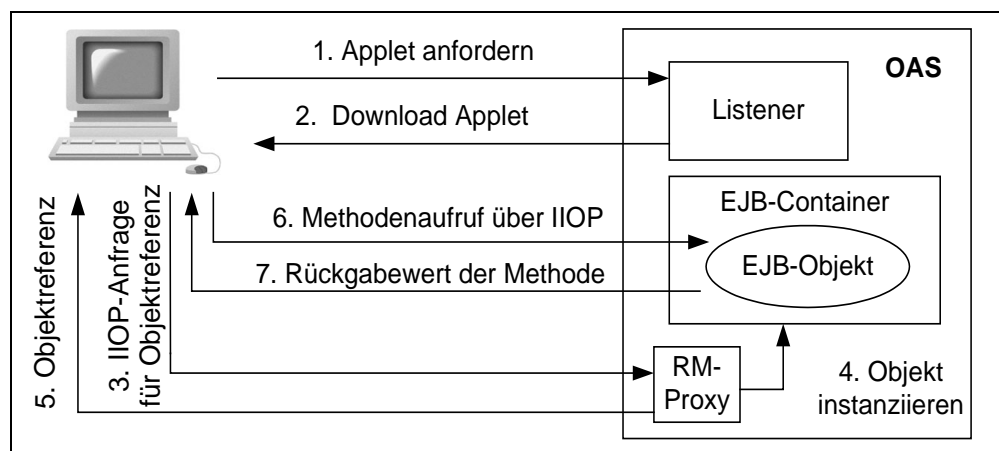 1. Applet anfordern
OAS
Listener
2. Download Applet
5. Objektreferenz
3. IIOP-Anfrage
für Objektreferenz
6. Methodenaufruf über IIOP
7. Rückgabewert der Methode
EJB-Container
EJB-Objekt
RM-
Proxy
4. Objekt
instanziieren